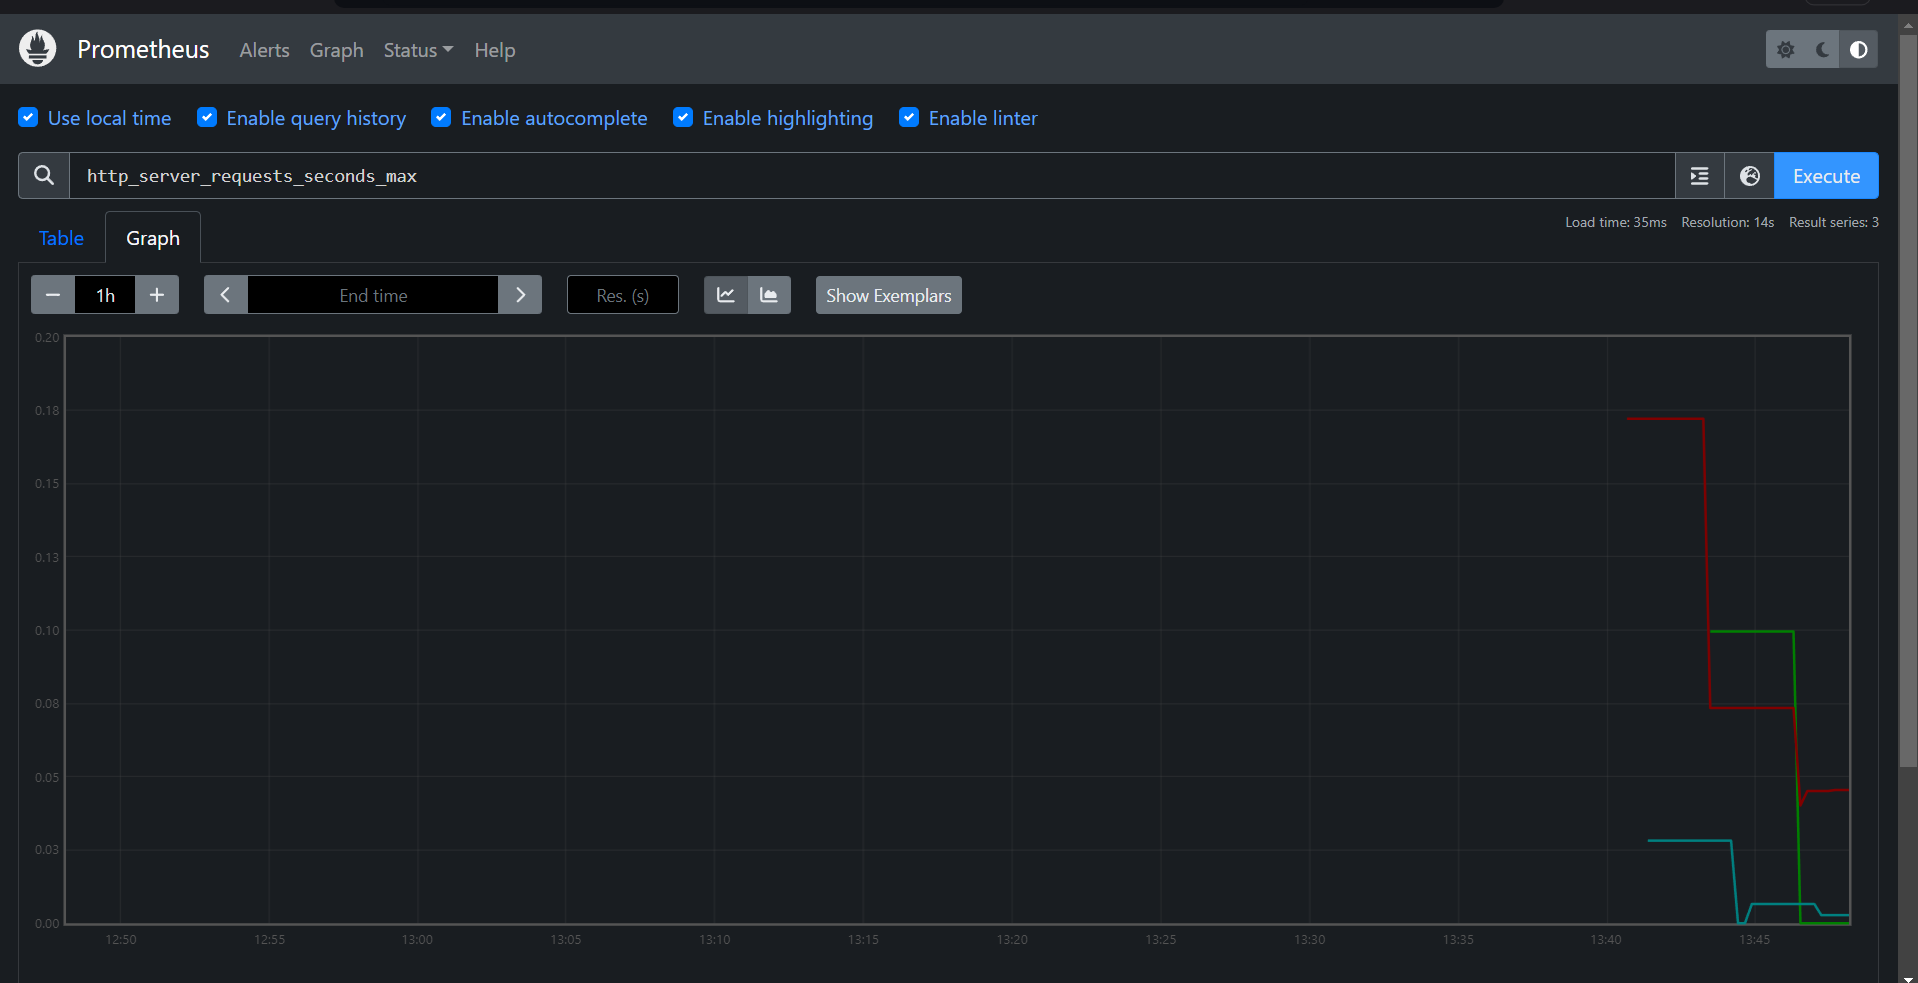 Prometheus Alerts Graph Status Help
Use local time Enable query history Enable autocomplete Enable highlighting Enable linter
http_server_requests_seconds_max Execute
Load time: 35ms Resolution: 14s Result series: 3
Table Graph
1h End time Res. (s) Show Exemplars
0.20
0.18
0.15
0.13
0.10
0.08
0.05
0.03
0.00
12:50 12:55 13:00 13:05 13:10 13:15 13:20 13:25 13:30 13:35 13:40 13:45